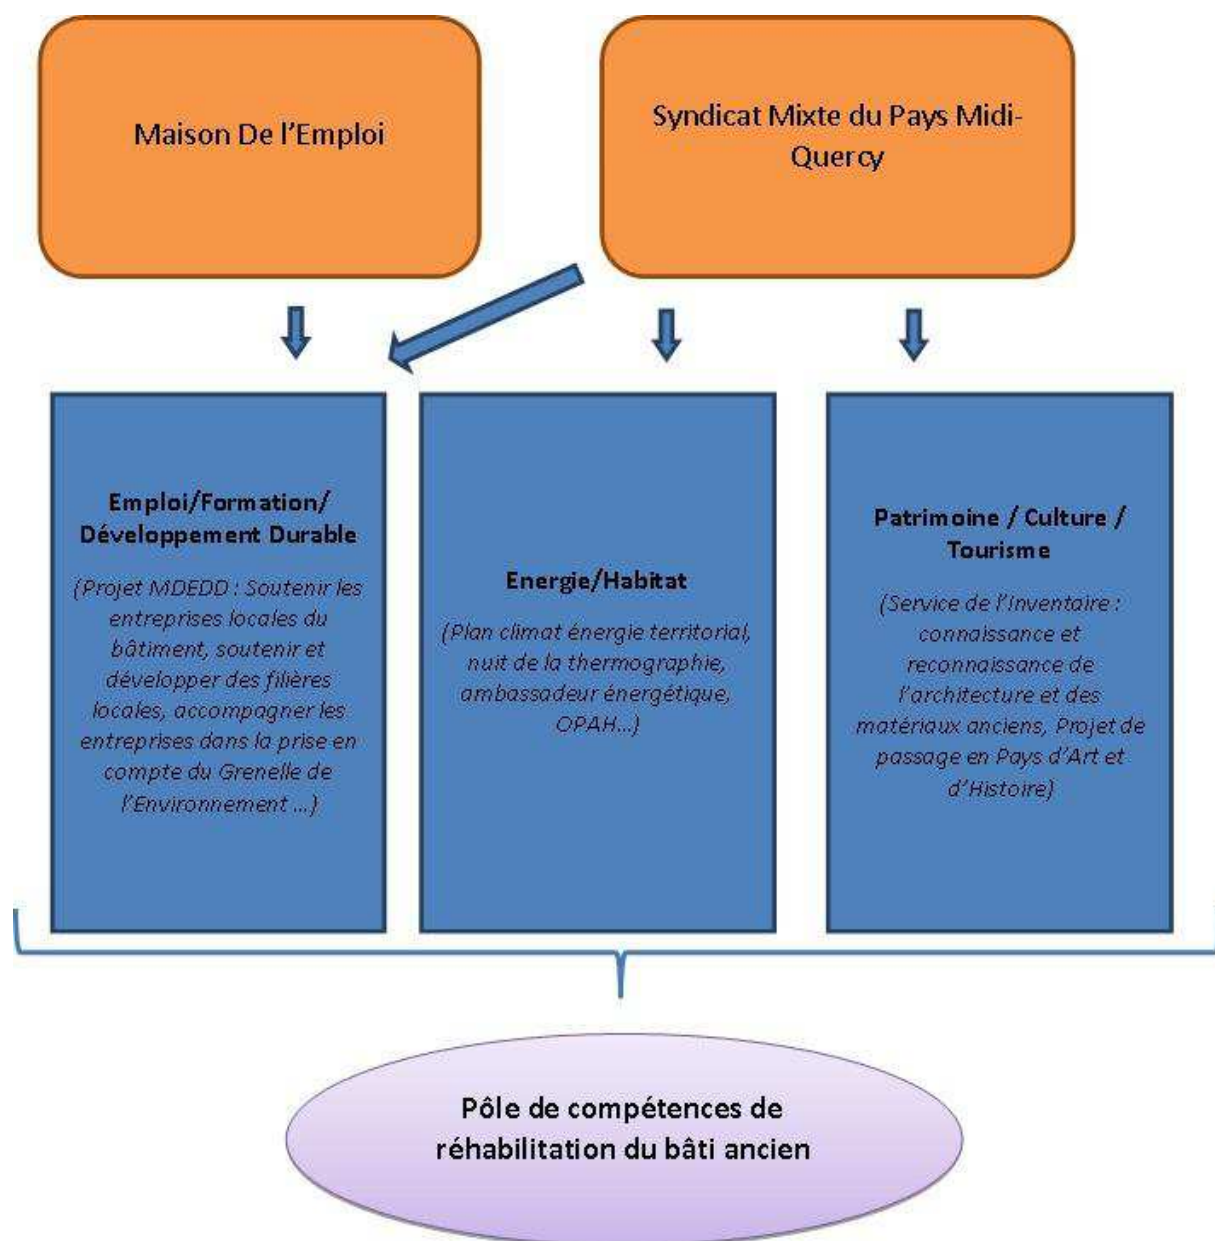 Maison De l'Emploi
Syndicat Mixte du Pays Midi-
Quercy
Emploi/Formation/
Développement Durable
(Projet MDEDD : Soutenir les
entreprises locales du
bâtiment, soutenir et
développer des filières
locales, accompagner les
entreprises dans la prise en
compte du Grenelle de
l'Environnement ...)
Energie/Habitat
(Plan climat énergie territorial,
nuit de la thermographie,
ambassadeur énergétique,
OPAH...)
Patrimoine / Culture /
Tourisme
(Service de l'Inventaire :
connaissance et
reconnaissance de
l'architecture et des
matériaux anciens, Projet de
passage en Pays d'Art et
d'Histoire)
Pôle de compétences de
réhabilitation du bâti ancien